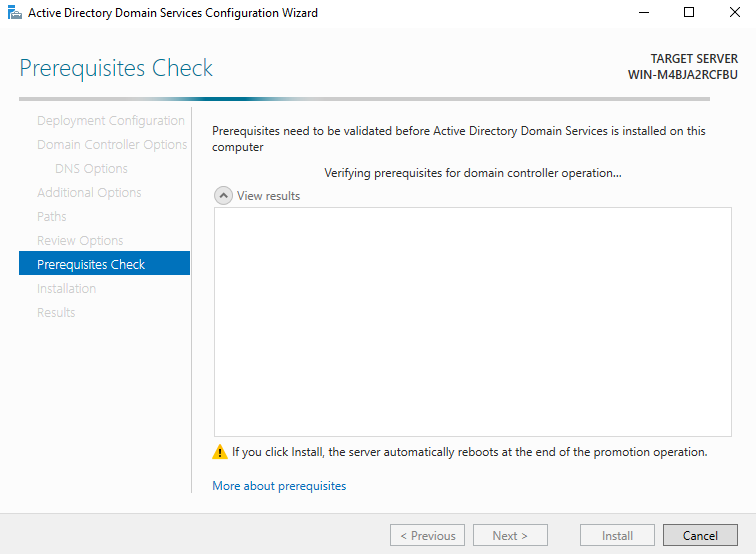 Active Directory Domain Services Configuration Wizard
Prerequisites Check
TARGET SERVER
WIN-M4BJA2RCFBU
Deployment Configuration
Domain Controller Options
DNS Options
Additional Options
Paths
Review Options
Prerequisites Check
Installation
Results
Prerequisites need to be validated before Active Directory Domain Services is installed on this
computer
Verifying prerequisites for domain controller operation...
View results
If you click Install, the server automatically reboots at the end of the promotion operation.
More about prerequisites
< Previous
Next >
Install
Cancel